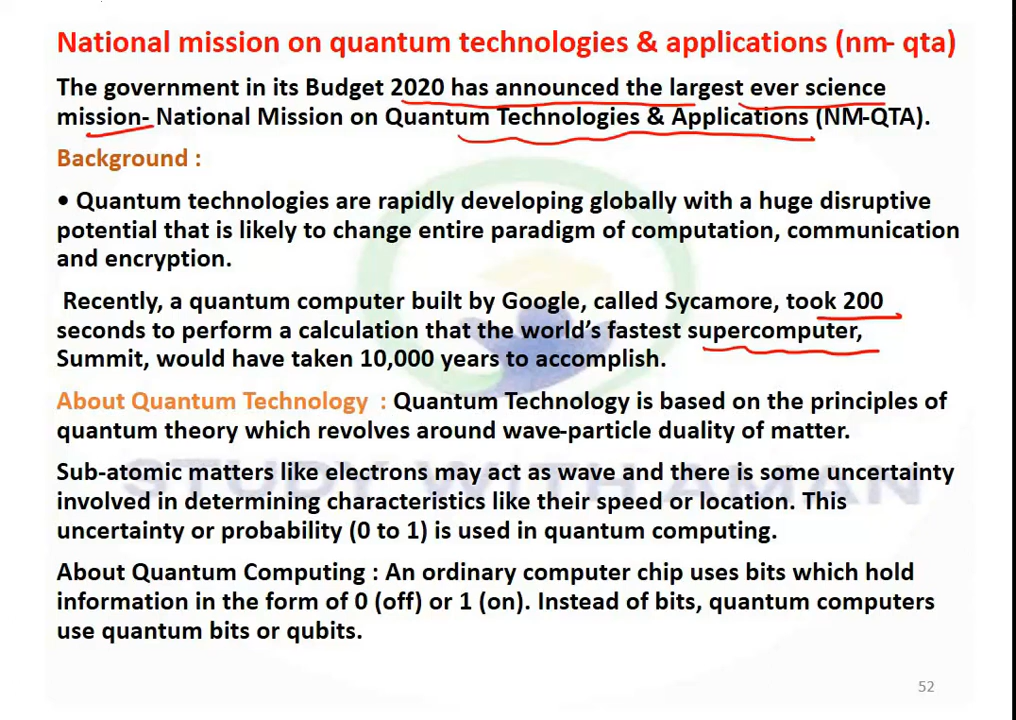 National mission on quantum technologies & applications (nm- qta)
The government in its Budget 2020 has announced the largest ever science
mission- National Mission on Quantum Technologies & Applications (NM-QTA).
Background :
• Quantum technologies are rapidly developing globally with a huge disruptive
potential that is likely to change entire paradigm of computation, communication
and encryption.
Recently, a quantum computer built by Google, called Sycamore, took 200
seconds to perform a calculation that the world's fastest supercomputer,
Summit, would have taken 10,000 years to accomplish.
About Quantum Technology : Quantum Technology is based on the principles of
quantum theory which revolves around wave-particle duality of matter.
Sub-atomic matters like electrons may act as wave and there is some uncertainty
STUDY WITH AMAN
involved in determining characteristics like their speed or location. This
uncertainty or probability (0 to 1) is used in quantum computing.
About Quantum Computing : An ordinary computer chip uses bits which hold
information in the form of 0 (off) or 1 (on). Instead of bits, quantum computers
use quantum bits or qubits.
52